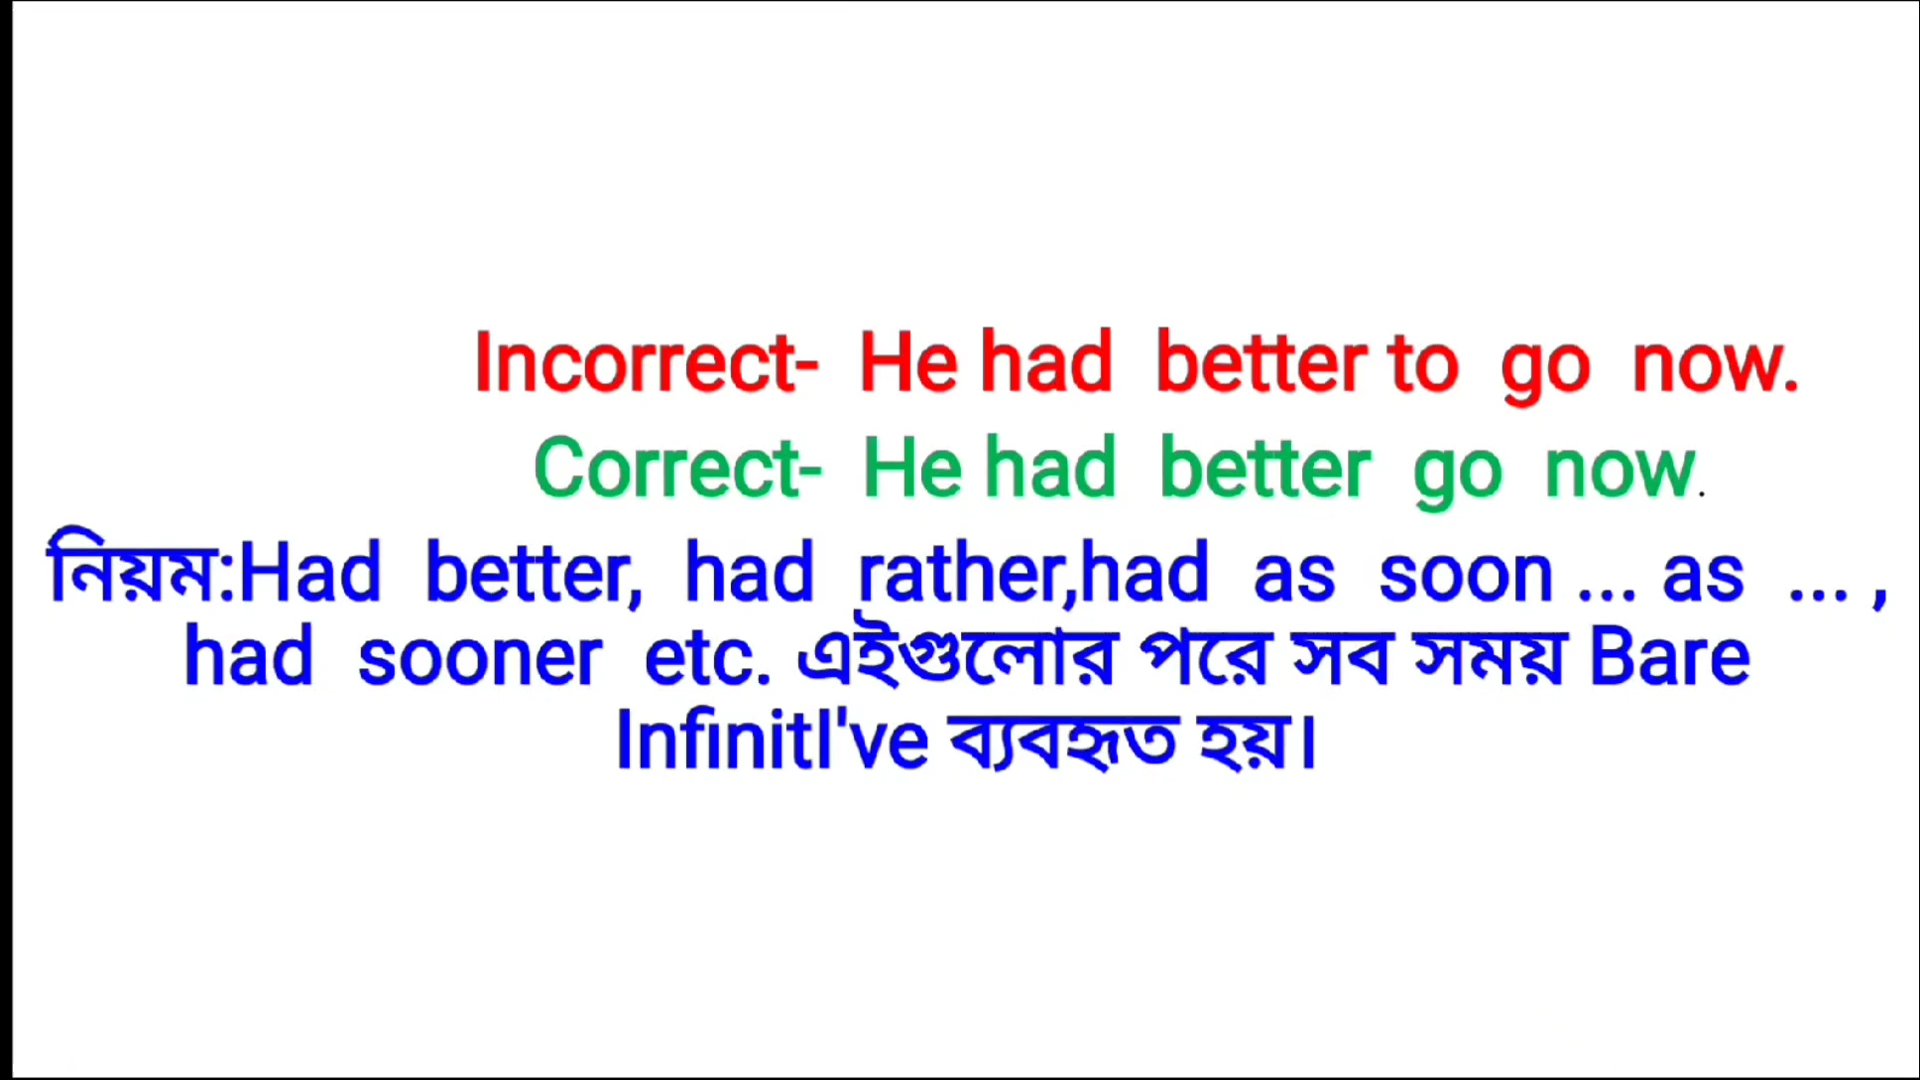 Incorrect- He had better to go now.
Correct- He had better go now.
নিয়ম:Had better, had rather,had as soon ... as ... ,
had sooner etc. এইগুলোর পরে সব সময় Bare
InfinitI've ব্যবহৃত হয়।